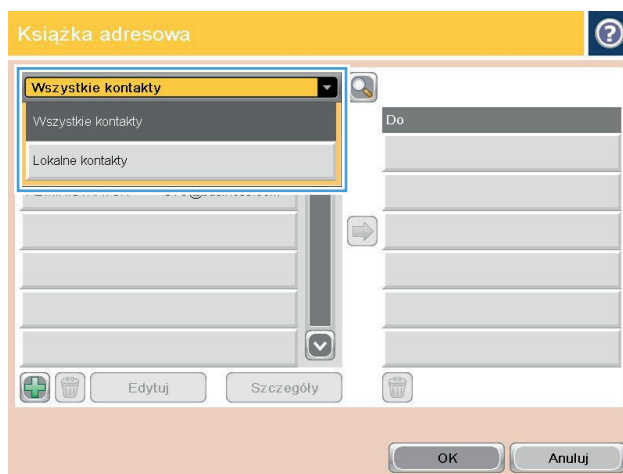 Książka adresowa
?
Wszystkie kontakty
Wszystkie kontakty
Do
Lokalne kontakty
Edytuj
Szczegóły
OK
Anuluj